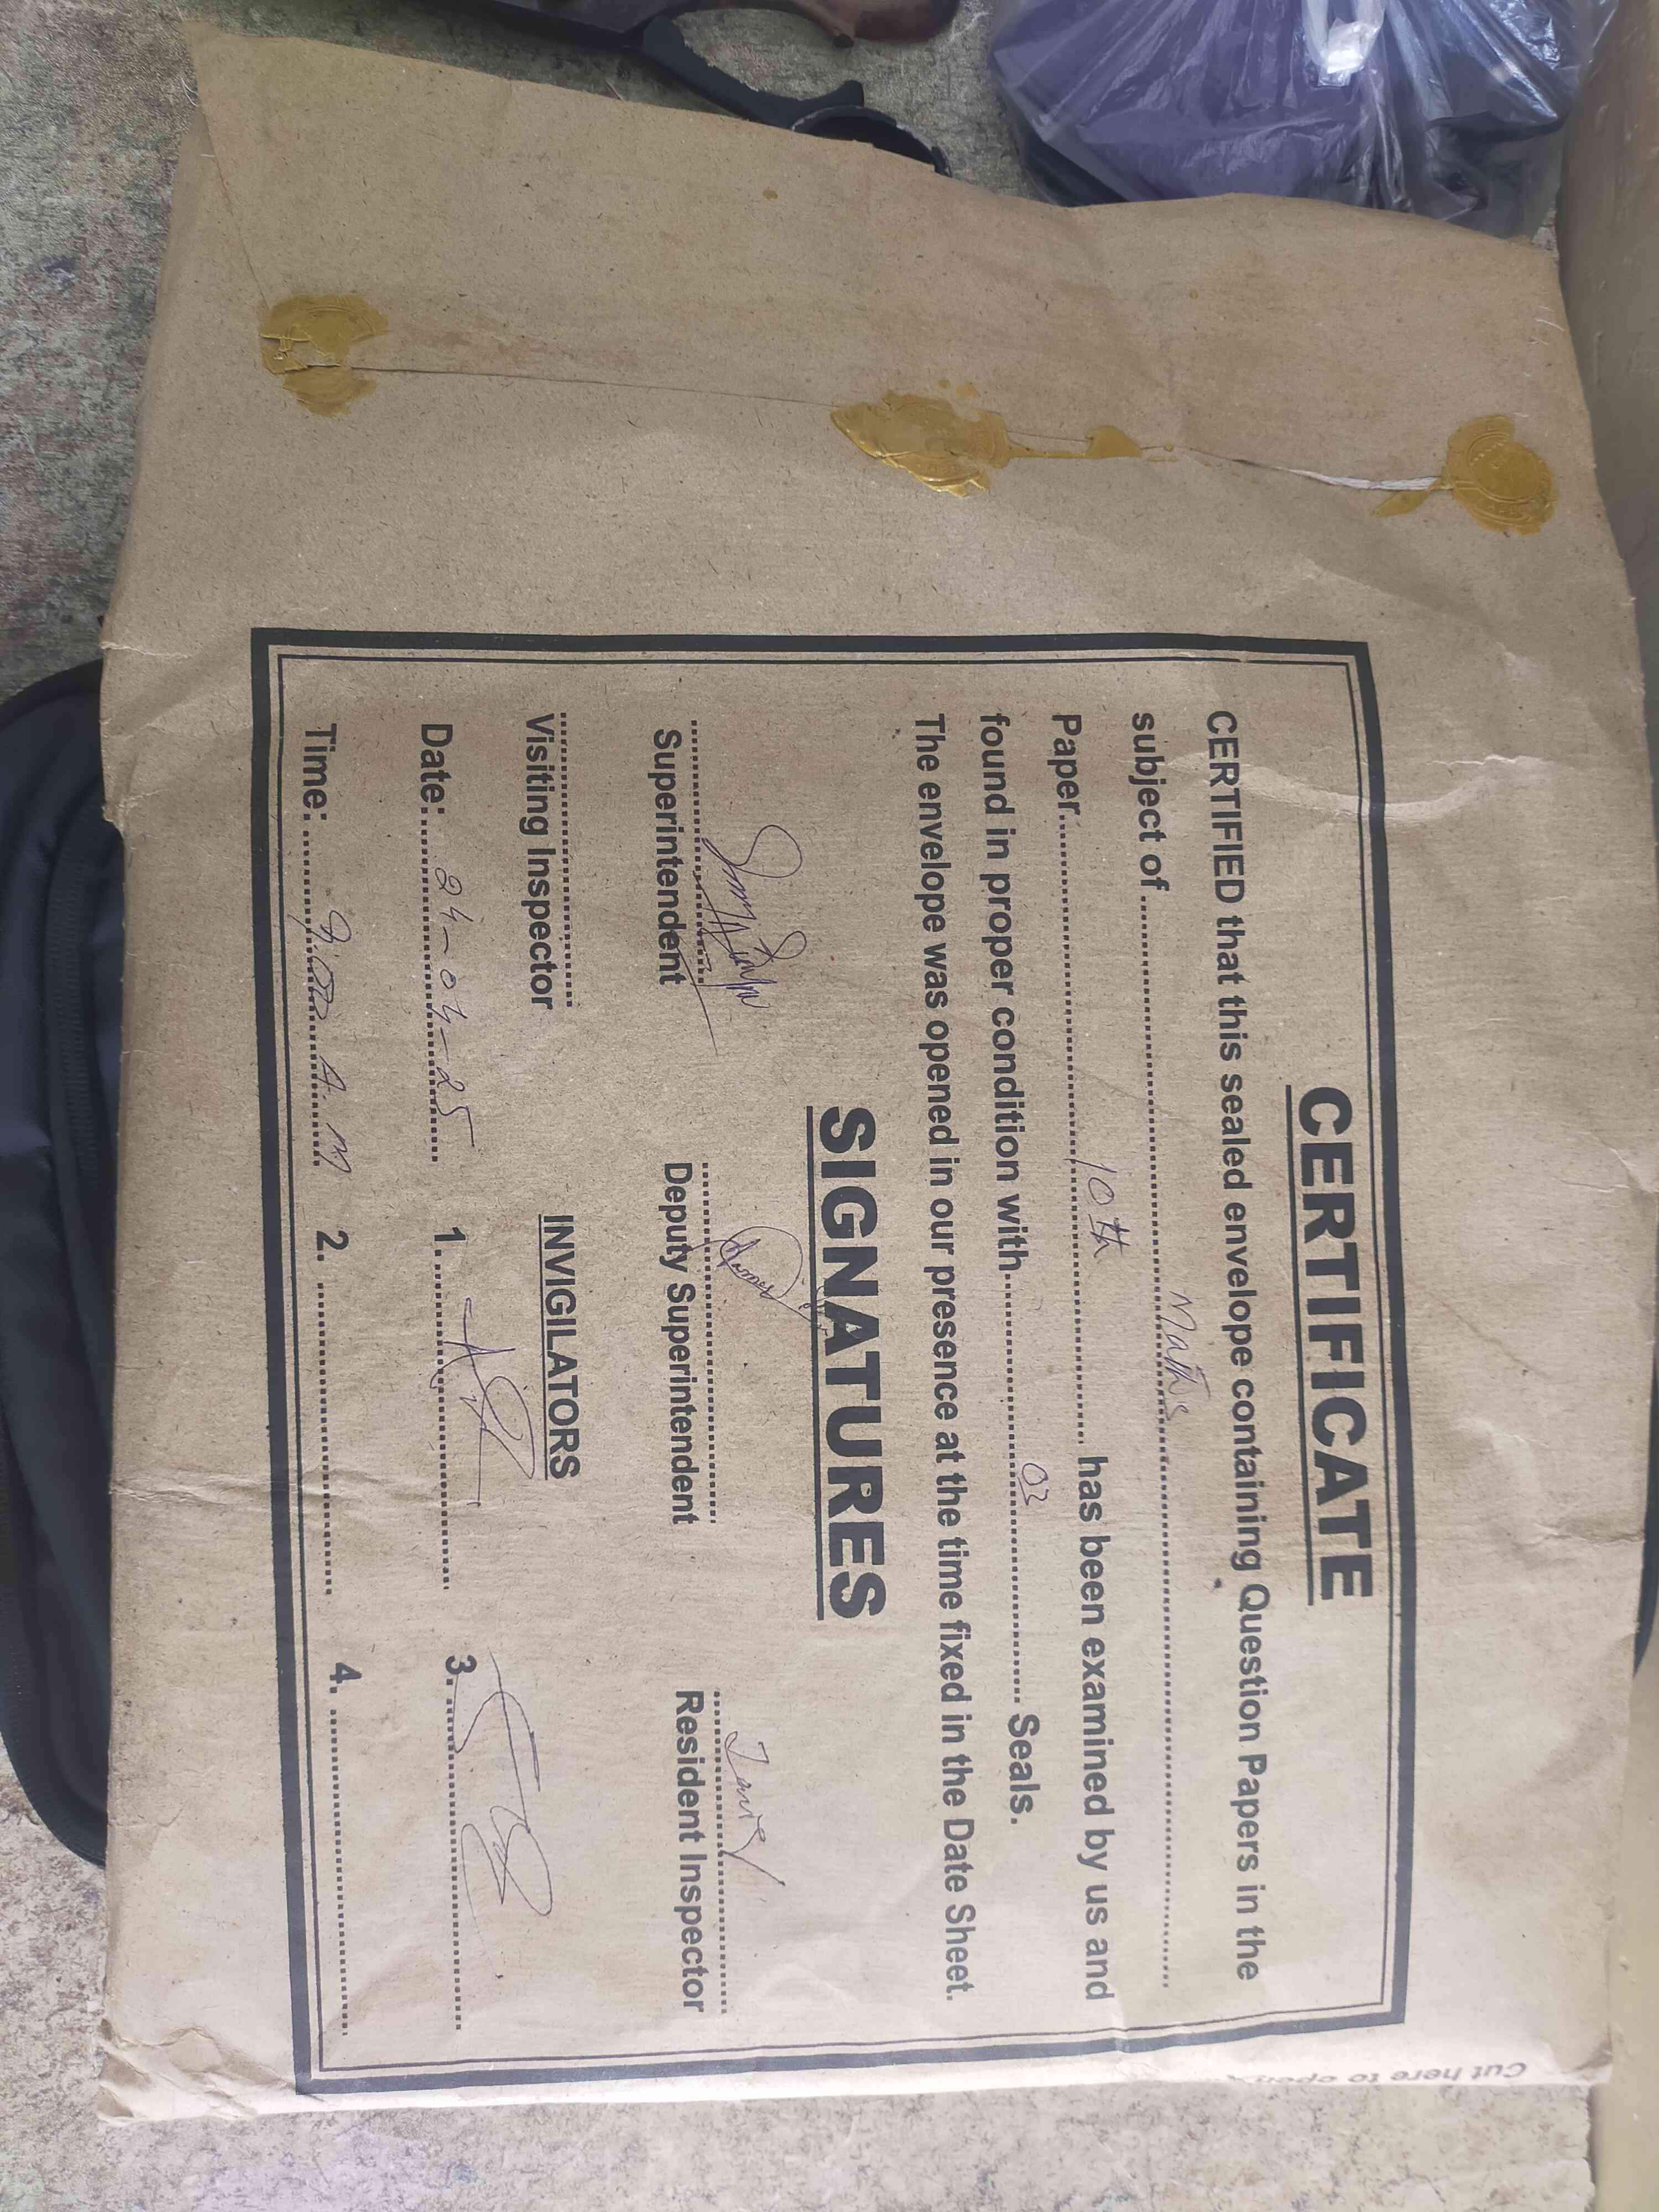 CERTIFICATE
CERTIFIED that this sealed envelope containing Question Papers in the
subject of.......... Maths ..........
Paper.......... 10th .......... has been examined by us and
found in proper condition with.......... 03 .......... Seals.
The envelope was opened in our presence at the time fixed in the Date Sheet.
SIGNATURES
Superintendent Deputy Superintendent Resident Inspector
Visiting Inspector
INVIGILATORS
Date: 24-04-25 1. 3.
Time: 9:00 A.M 2. 4.
Cut here to open